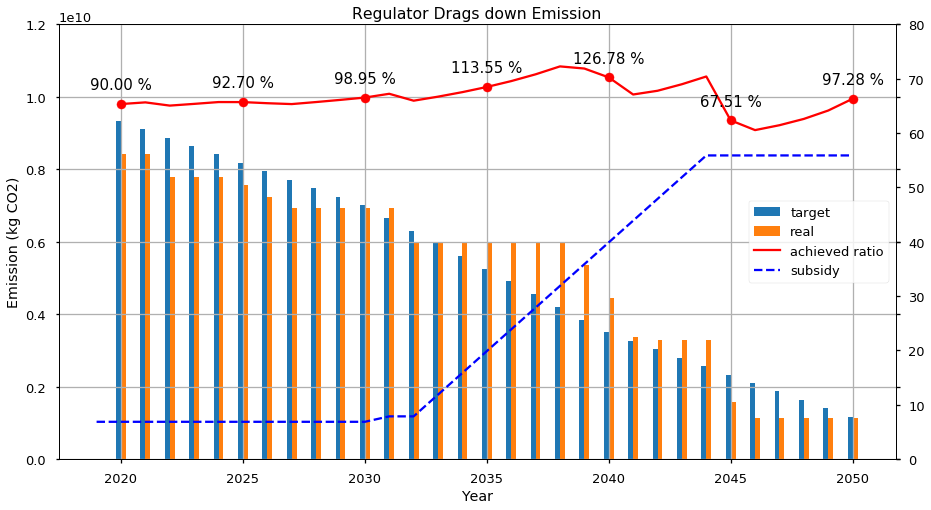 Regulator Drags down Emission
1e10
1.2
1.0
0.8
0.6
0.4
0.2
0.0
Emission (kg CO2)
90.00 %
92.70 %
98.95 %
113.55 %
126.78 %
67.51 %
97.28 %
80
70
60
50
40
30
20
10
0
target
real
achieved ratio
subsidy
2020 2025 2030 2035 2040 2045 2050
Year